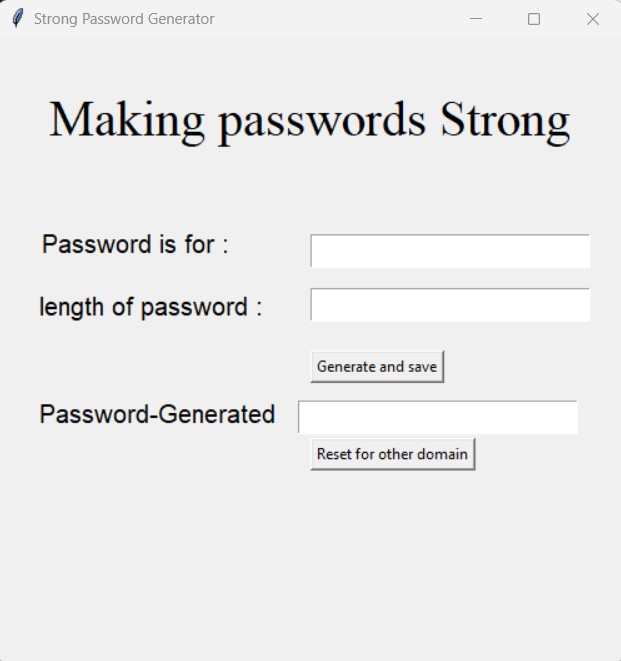 Strong Password Generator
Making passwords Strong
Password is for :
length of password :
Generate and save
Password-Generated
Reset for other domain